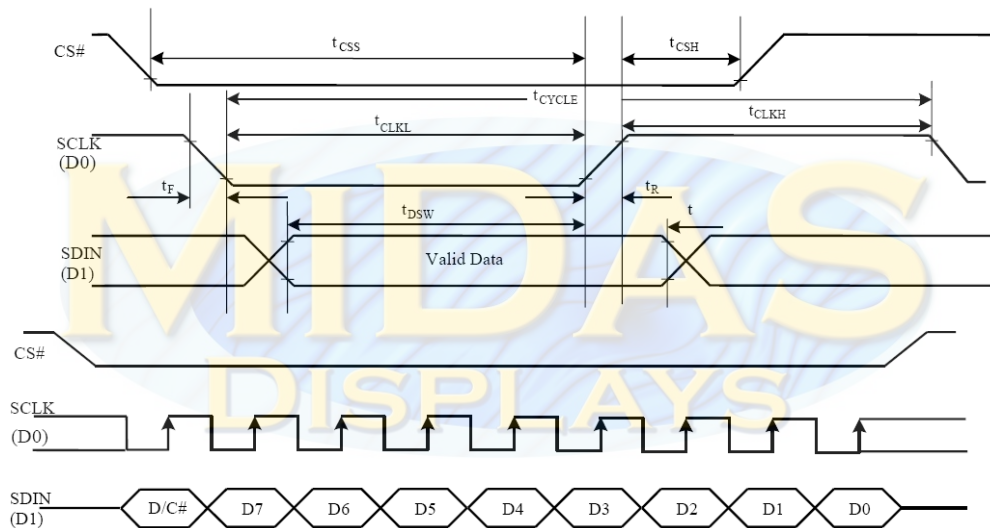 CS#
tCSS
tCSH
tCYCLE
SCLK
(D0)
tCLKL
tCLKH
tF
tR
tDSW
t
SDIN
(D1)
Valid Data
MIDAS
DISPLAYS
CS#
SCLK
(D0)
SDIN
(D1)
D/C# D7 D6 D5 D4 D3 D2 D1 D0